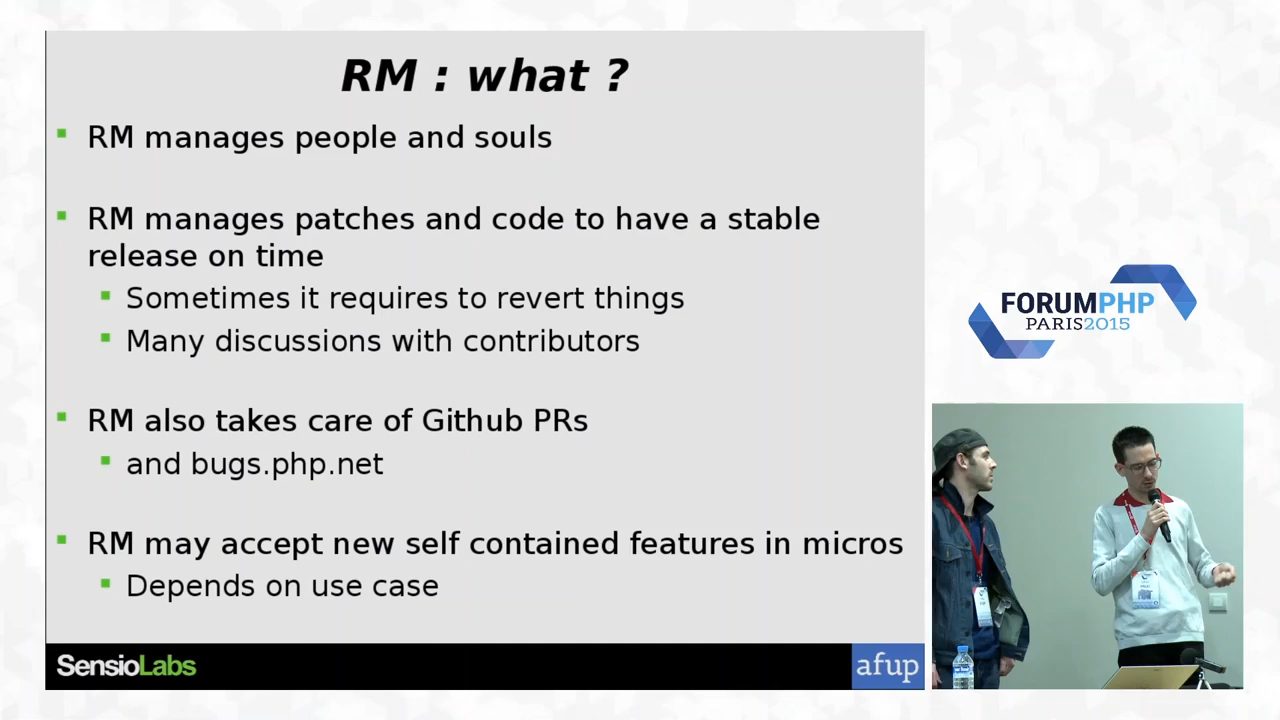 RM : what ?
RM manages people and souls
RM manages patches and code to have a stable
release on time
Sometimes it requires to revert things
Many discussions with contributors
RM also takes care of Github PRs
and bugs.php.net
RM may accept new self contained features in micros
Depends on use case
SensioLabs
afup
FORUMPHP
PARIS2015